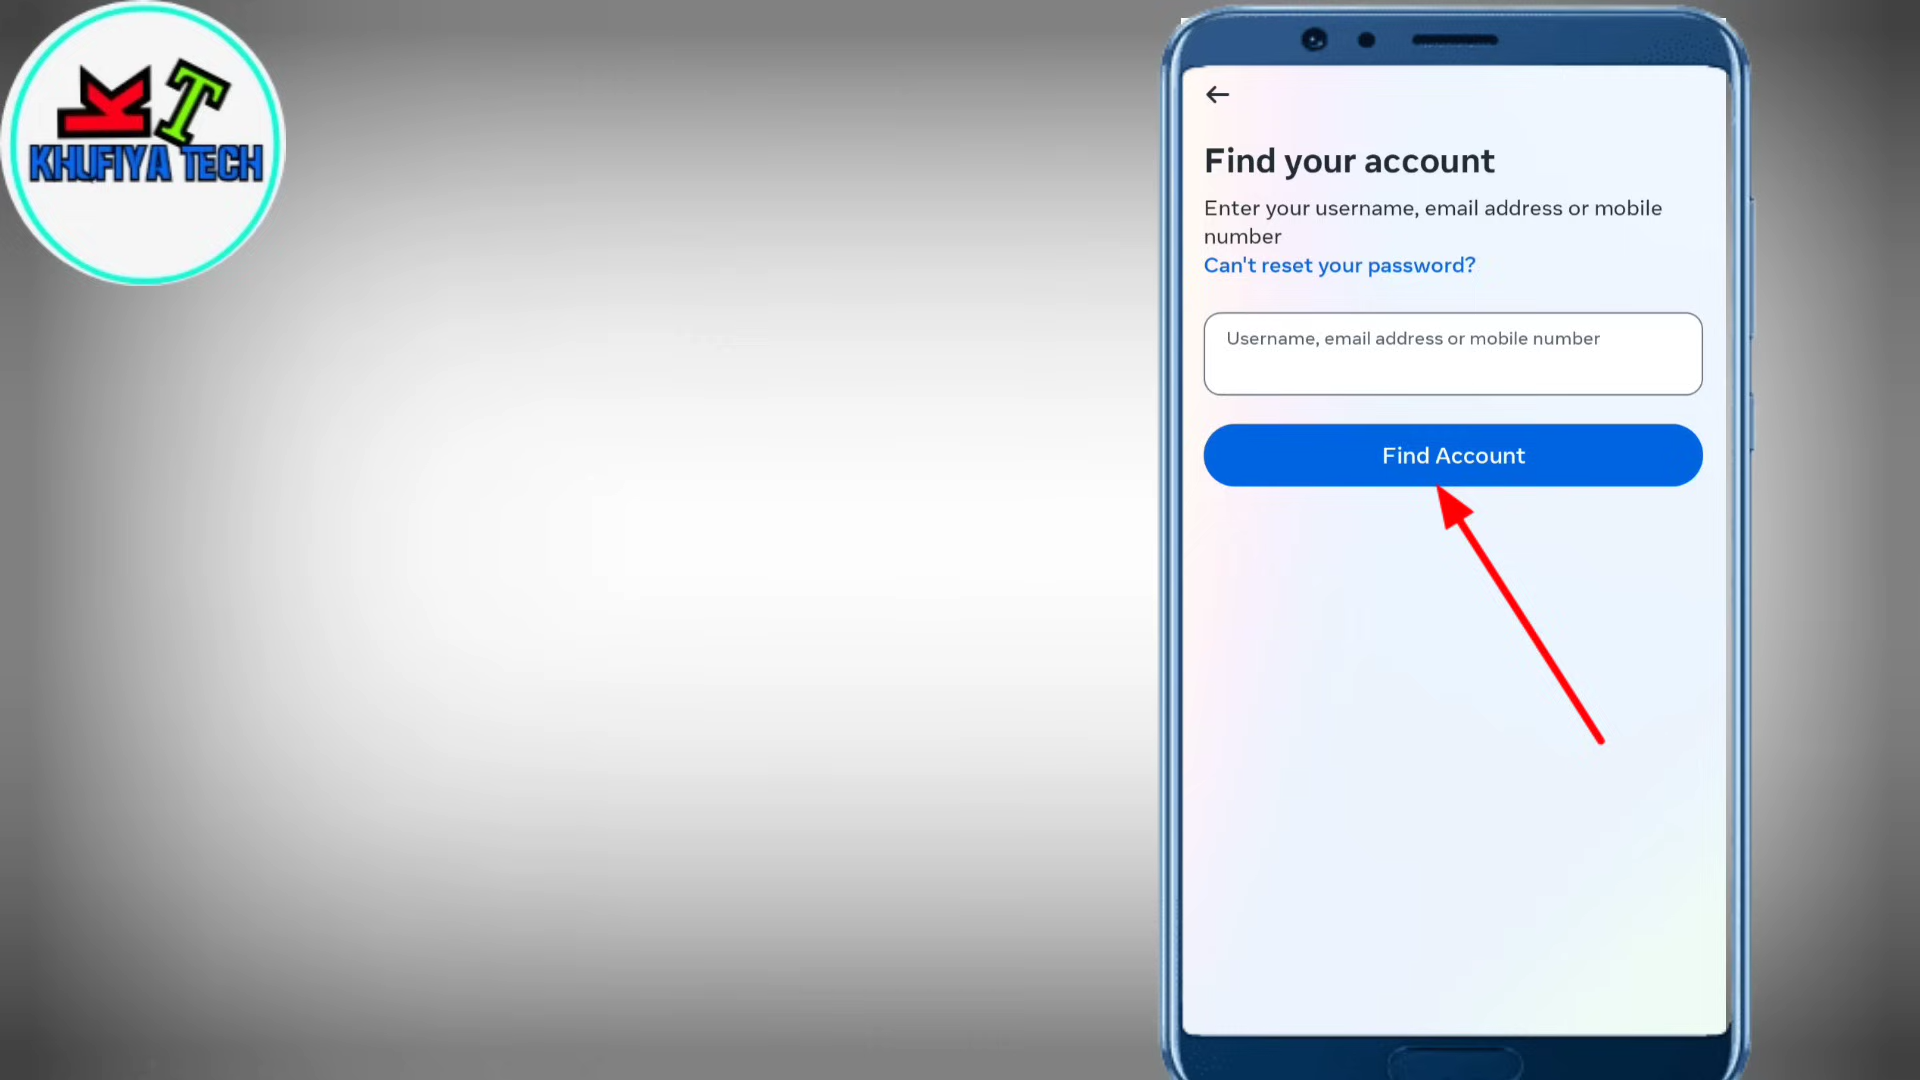 KT
KHUFIYA TECH
Find your account
Enter your username, email address or mobile
number
Can't reset your password?
Username, email address or mobile number
Find Account